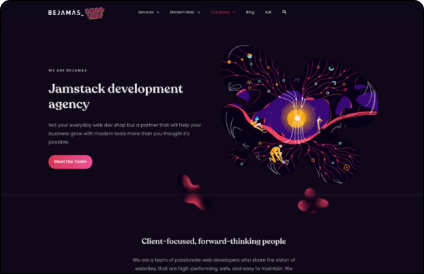 BEJAMAS_
Services
Modern Web
Company
Blog
Ask
WE ARE BEJAMAS
Jamstack development
agency
Not your everyday web dev shop but a partner that will help your
business grow with modern tools more than you thought it's
possible.
Meet the Team
Client-focused, forward-thinking people
We are a team of passionate web developers who share the vision of
websites, that are high-performing, safe, and easy to maintain. We